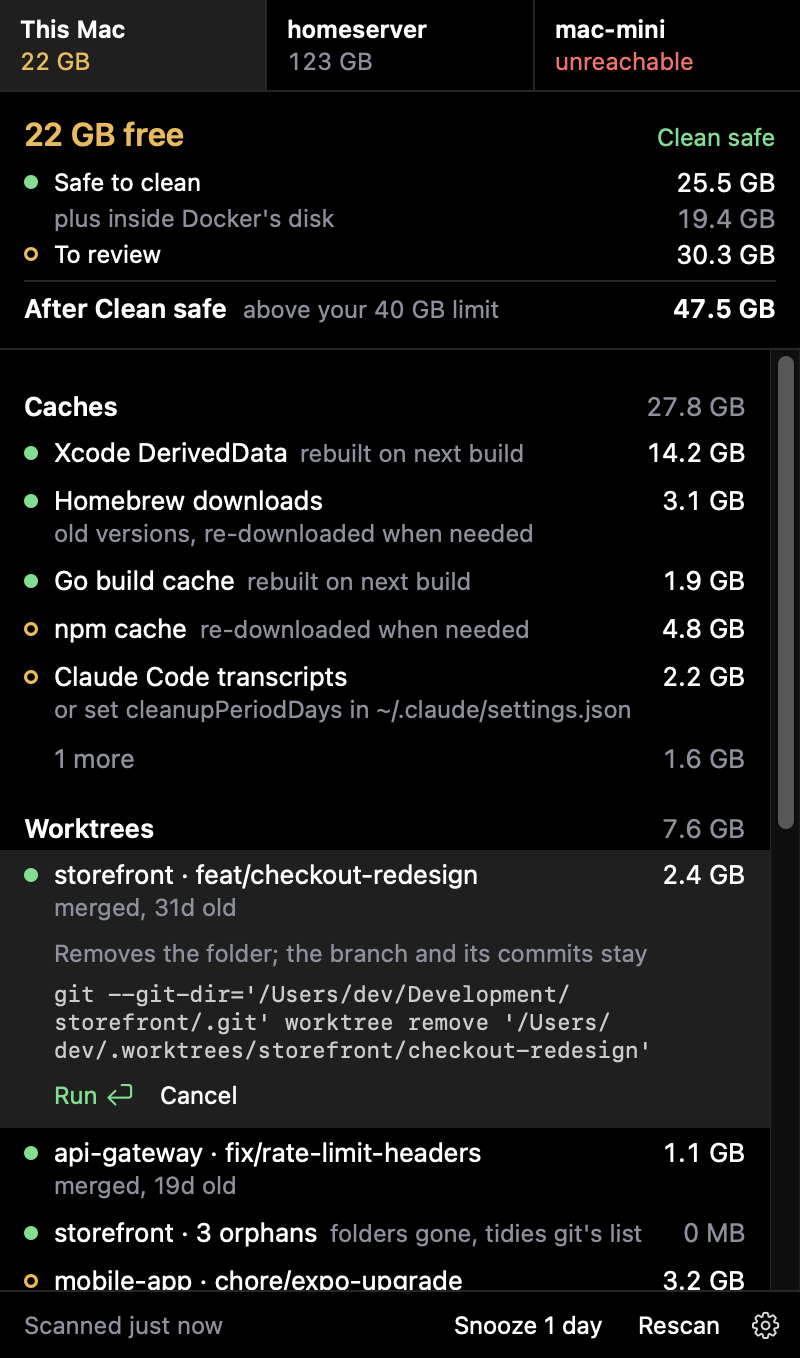 This Mac
22 GB
homeserver
123 GB
mac-mini
unreachable
22 GB free
Clean safe
Safe to clean 25.5 GB
plus inside Docker's disk 19.4 GB
To review 30.3 GB
After Clean safe above your 40 GB limit 47.5 GB
Caches 27.8 GB
Xcode DerivedData rebuilt on next build 14.2 GB
Homebrew downloads 3.1 GB
old versions, re-downloaded when needed
Go build cache rebuilt on next build 1.9 GB
npm cache re-downloaded when needed 4.8 GB
Claude Code transcripts 2.2 GB
or set cleanupPeriodDays in ~/.claude/settings.json
1 more 1.6 GB
Worktrees 7.6 GB
storefront · feat/checkout-redesign 2.4 GB
merged, 31d old
Removes the folder; the branch and its commits stay
git --git-dir='/Users/dev/Development/
storefront/.git' worktree remove '/Users/
dev/.worktrees/storefront/checkout-redesign'
Run Cancel
api-gateway · fix/rate-limit-headers 1.1 GB
merged, 19d old
storefront · 3 orphans folders gone, tidies git's list 0 MB
mobile-app · chore/expo-upgrade 3.2 GB
Scanned just now Snooze 1 day Rescan